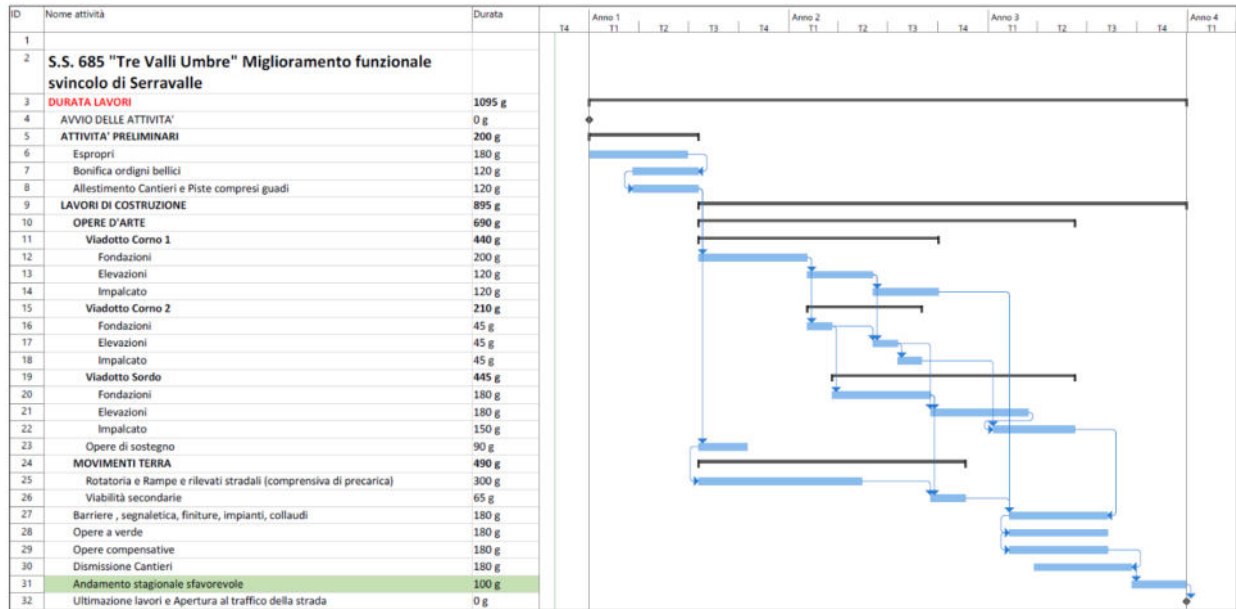 ID Nome attività Durata
Anno 1 Anno 2 Anno 3 Anno 4
T4 T1 T2 T3 T4 T1 T2 T3 T4 T1 T2 T3 T4 T1
1
2 S.S. 685 "Tre Valli Umbre" Miglioramento funzionale
svincolo di Serravalle
3 DURATA LAVORI 1095 g
4 AVVIO DELLE ATTIVITA' 0 g
5 ATTIVITA' PRELIMINARI 200 g
6 Espropri 180 g
7 Bonifica ordigni bellici 120 g
8 Allestimento Cantieri e Piste compresi guadi 120 g
9 LAVORI DI COSTRUZIONE 895 g
10 OPERE D'ARTE 690 g
11 Viadotto Corno 1 440 g
12 Fondazioni 200 g
13 Elevazioni 120 g
14 Impalcato 120 g
15 Viadotto Corno 2 210 g
16 Fondazioni 45 g
17 Elevazioni 45 g
18 Impalcato 45 g
19 Viadotto Sordo 445 g
20 Fondazioni 180 g
21 Elevazioni 180 g
22 Impalcato 150 g
23 Opere di sostegno 90 g
24 MOVIMENTI TERRA 490 g
25 Rotatoria e Rampe e rilevati stradali (comprensiva di precarica) 300 g
26 Viabilità secondarie 65 g
27 Barriere , segnaletica, finiture, impianti, collaudi 180 g
28 Opere a verde 180 g
29 Opere compensative 180 g
30 Dismissione Cantieri 180 g
31 Andamento stagionale sfavorevole 100 g
32 Ultimazione lavori e Apertura al traffico della strada 0 g